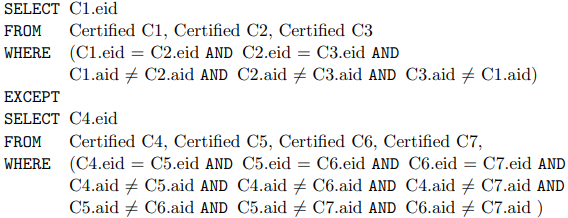 SELECT C1.eid
FROM Certified C1, Certified C2, Certified C3
WHERE (C1.eid = C2.eid AND C2.eid = C3.eid AND
C1.aid ≠ C2.aid AND C2.aid ≠ C3.aid AND C3.aid ≠ C1.aid)
EXCEPT
SELECT C4.eid
FROM Certified C4, Certified C5, Certified C6, Certified C7,
WHERE (C4.eid = C5.eid AND C5.eid = C6.eid AND C6.eid = C7.eid AND
C4.aid ≠ C5.aid AND C4.aid ≠ C6.aid AND C4.aid ≠ C7.aid AND
C5.aid ≠ C6.aid AND C5.aid ≠ C7.aid AND C6.aid ≠ C7.aid )